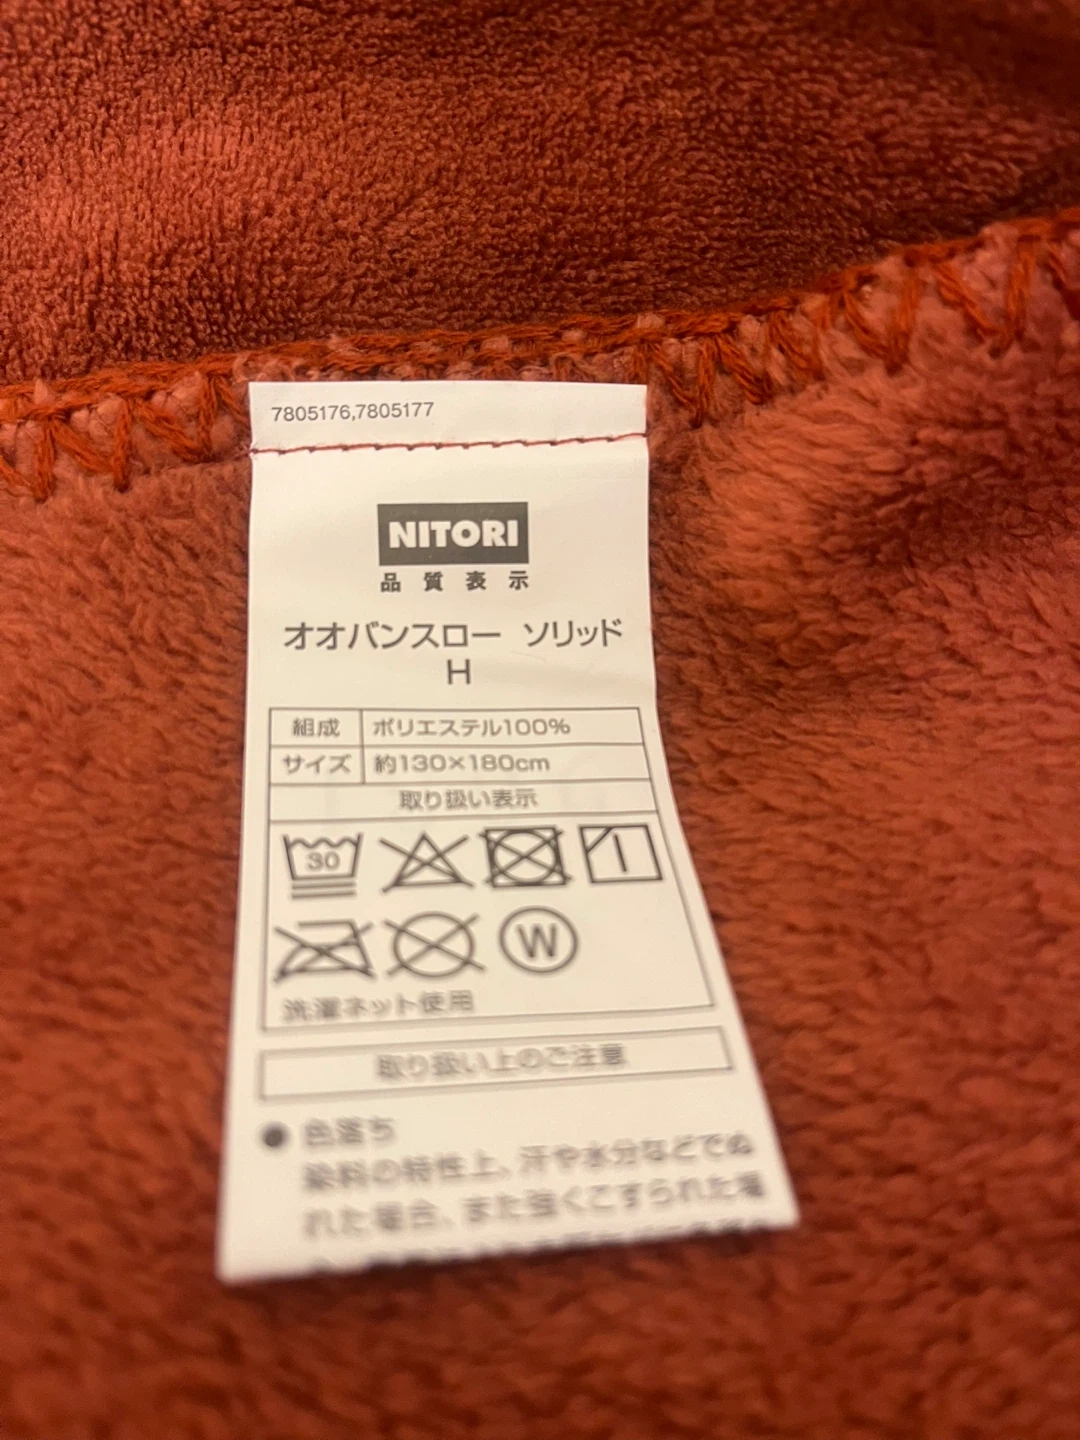 7805176,7805177
NITORI
品質表示
オオバンスロー ソリッド
H
組成 ポリエステル100%
サイズ 約130×180cm
取り扱い表示
30
W
洗濯ネット使用
取り扱い上のご注意
● 色落ち
染料の特性上、汗や水分などでぬ
れた場合、また強くこすられた場